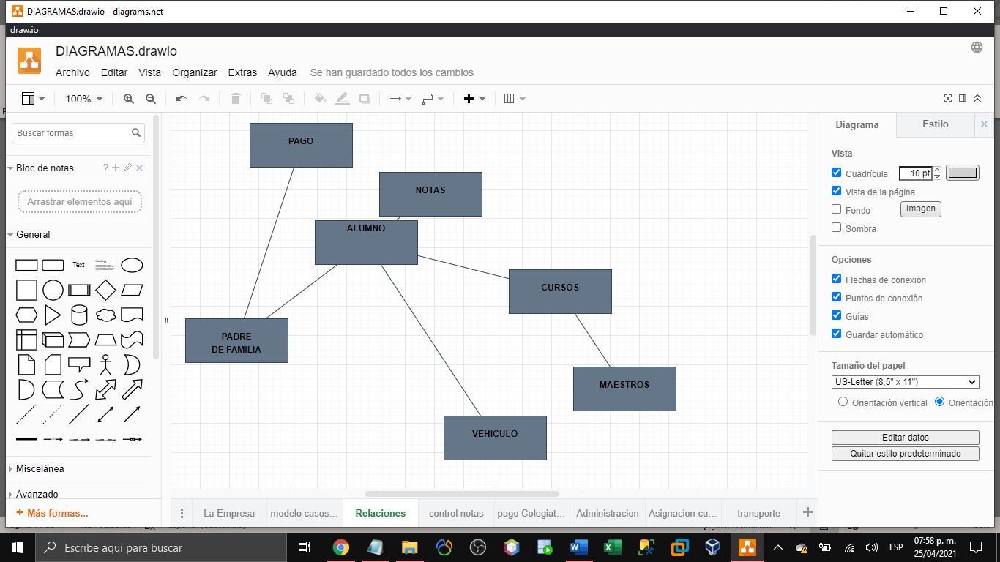 DIAGRAMAS.drawio - diagrams.net
draw.io
DIAGRAMAS.drawio
Archivo Editar Vista Organizar Extras Ayuda Se han guardado todos los cambios
100%
Buscar formas
Bloc de notas
?
Arrastrar elementos aquí
General
Text
Heading
Miscelánea
Avanzado
Más formas...
PAGO
NOTAS
ALUMNO
CURSOS
PADRE
DE FAMILIA
MAESTROS
VEHICULO
Diagrama Estilo
Vista
Cuadrícula 10 pt
Vista de la página
Fondo Imagen
Sombra
Opciones
Flechas de conexión
Puntos de conexión
Guías
Guardar automático
Tamaño del papel
US-Letter (8,5" x 11")
Orientación vertical Orientación
Editar datos
Quitar estilo predeterminado
La Empresa modelo casos... Relaciones control notas pago Colegiat... Administracion Asignacion cu... transporte
Escribe aquí para buscar
ESP
07:58 p. m.
25/04/2021